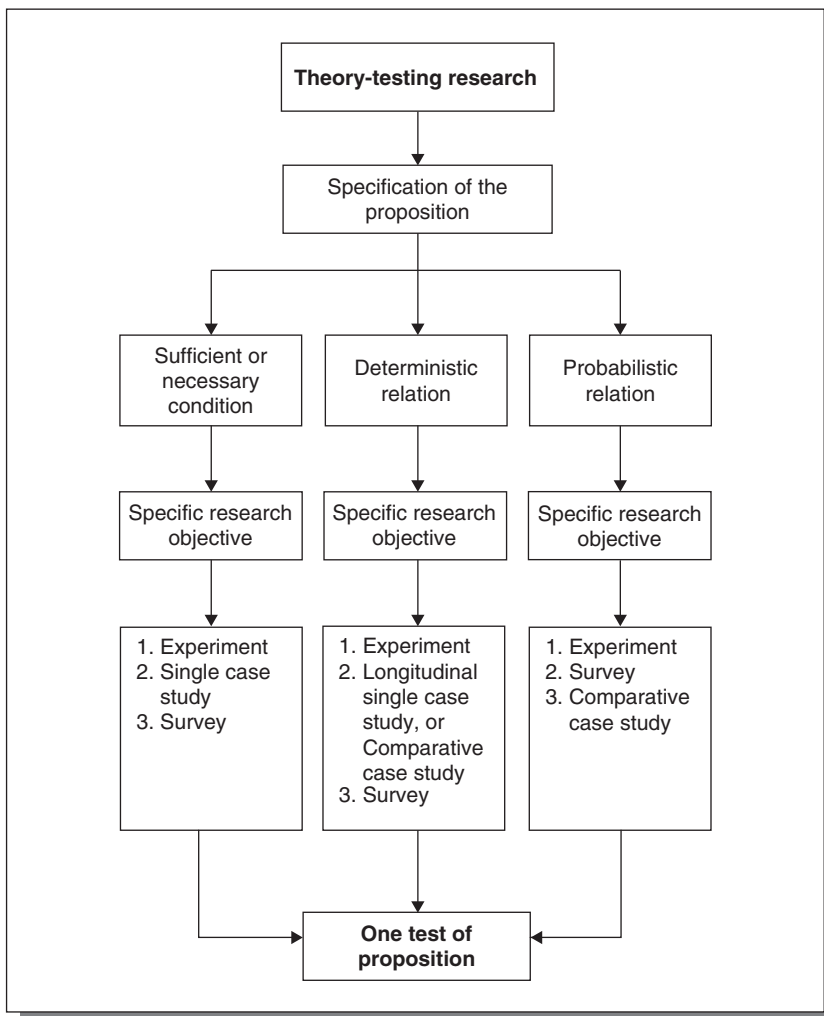 Theory-testing research
Specification of the
proposition
Sufficient or
necessary
condition
Deterministic
relation
Probabilistic
relation
Specific research
objective
Specific research
objective
Specific research
objective
1. Experiment
2. Single case
study
3. Survey
1. Experiment
2. Longitudinal
single case
study, or
Comparative
case study
3. Survey
1. Experiment
2. Survey
3. Comparative
case study
One test of
proposition